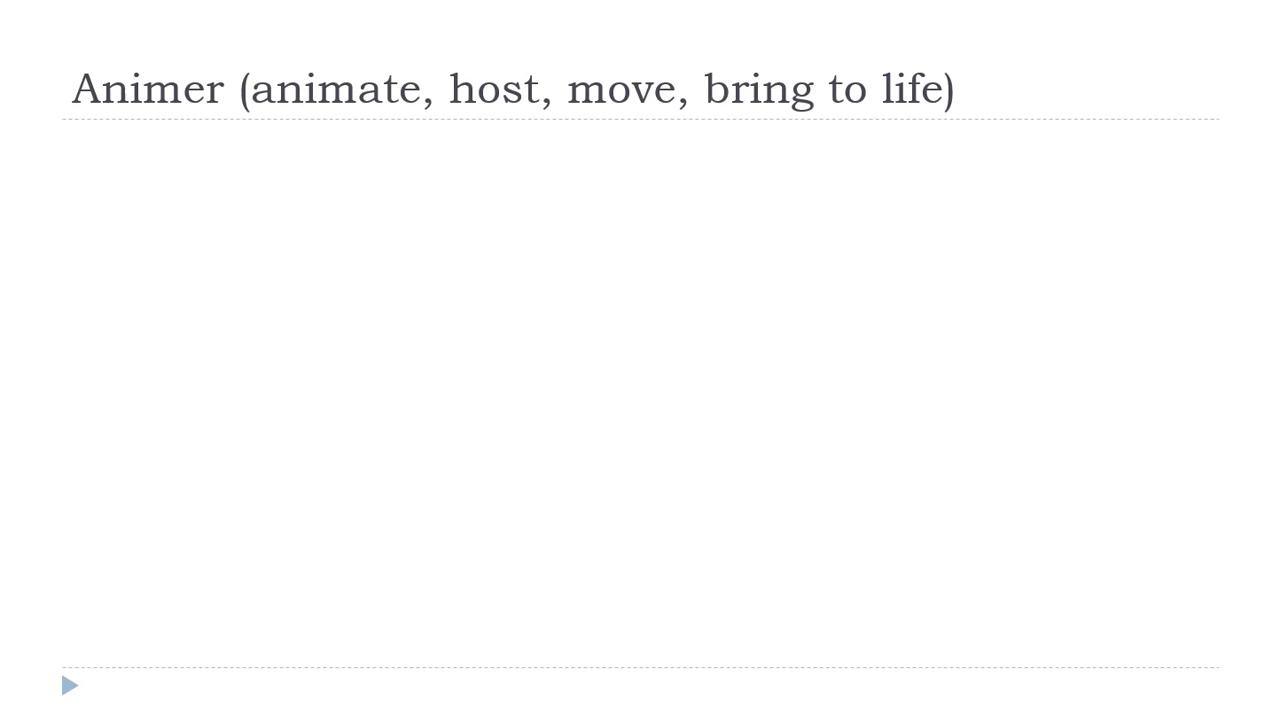 Animer (animate, host, move, bring to life)